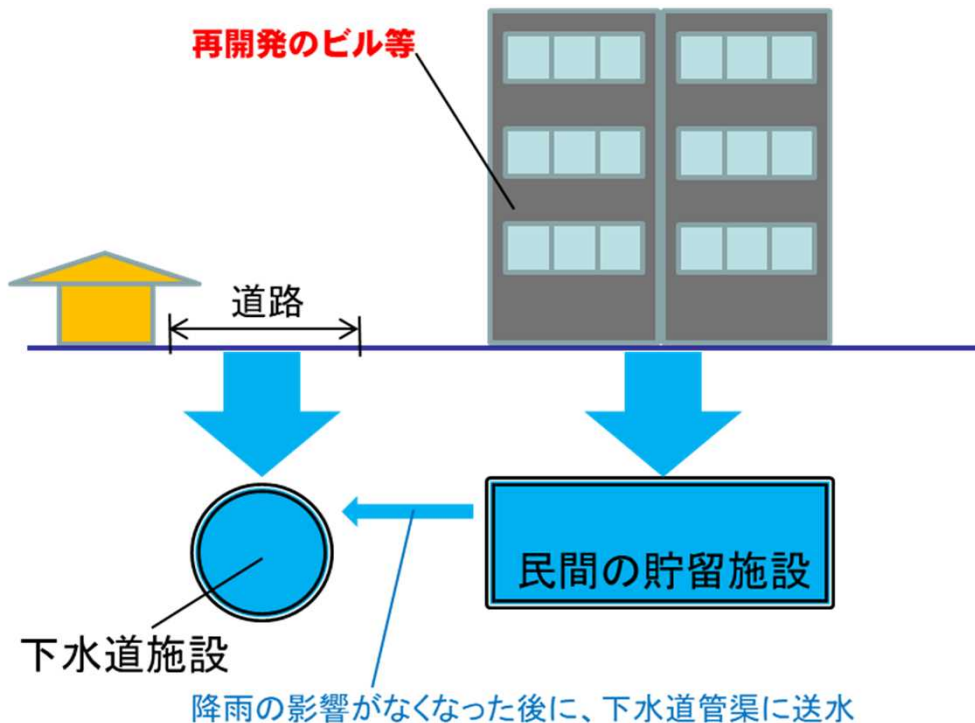 再開発のビル等
道路
民間の貯留施設
下水道施設
降雨の影響がなくなった後に、下水道管渠に送水